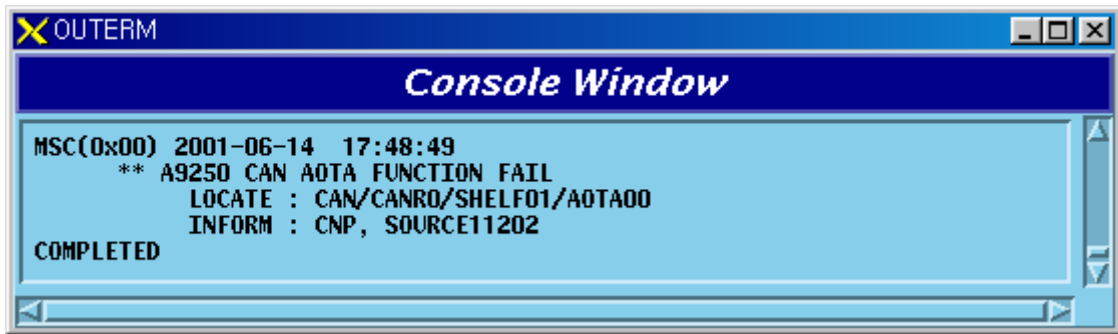 OUTERM
Console Window
MSC(0x00) 2001-06-14 17:48:49
** A9250 CAN AOTA FUNCTION FAIL
LOCATE : CAN/CANRO/SHELF01/AOTA00
INFORM : CNP, SOURCE11202
COMPLETED